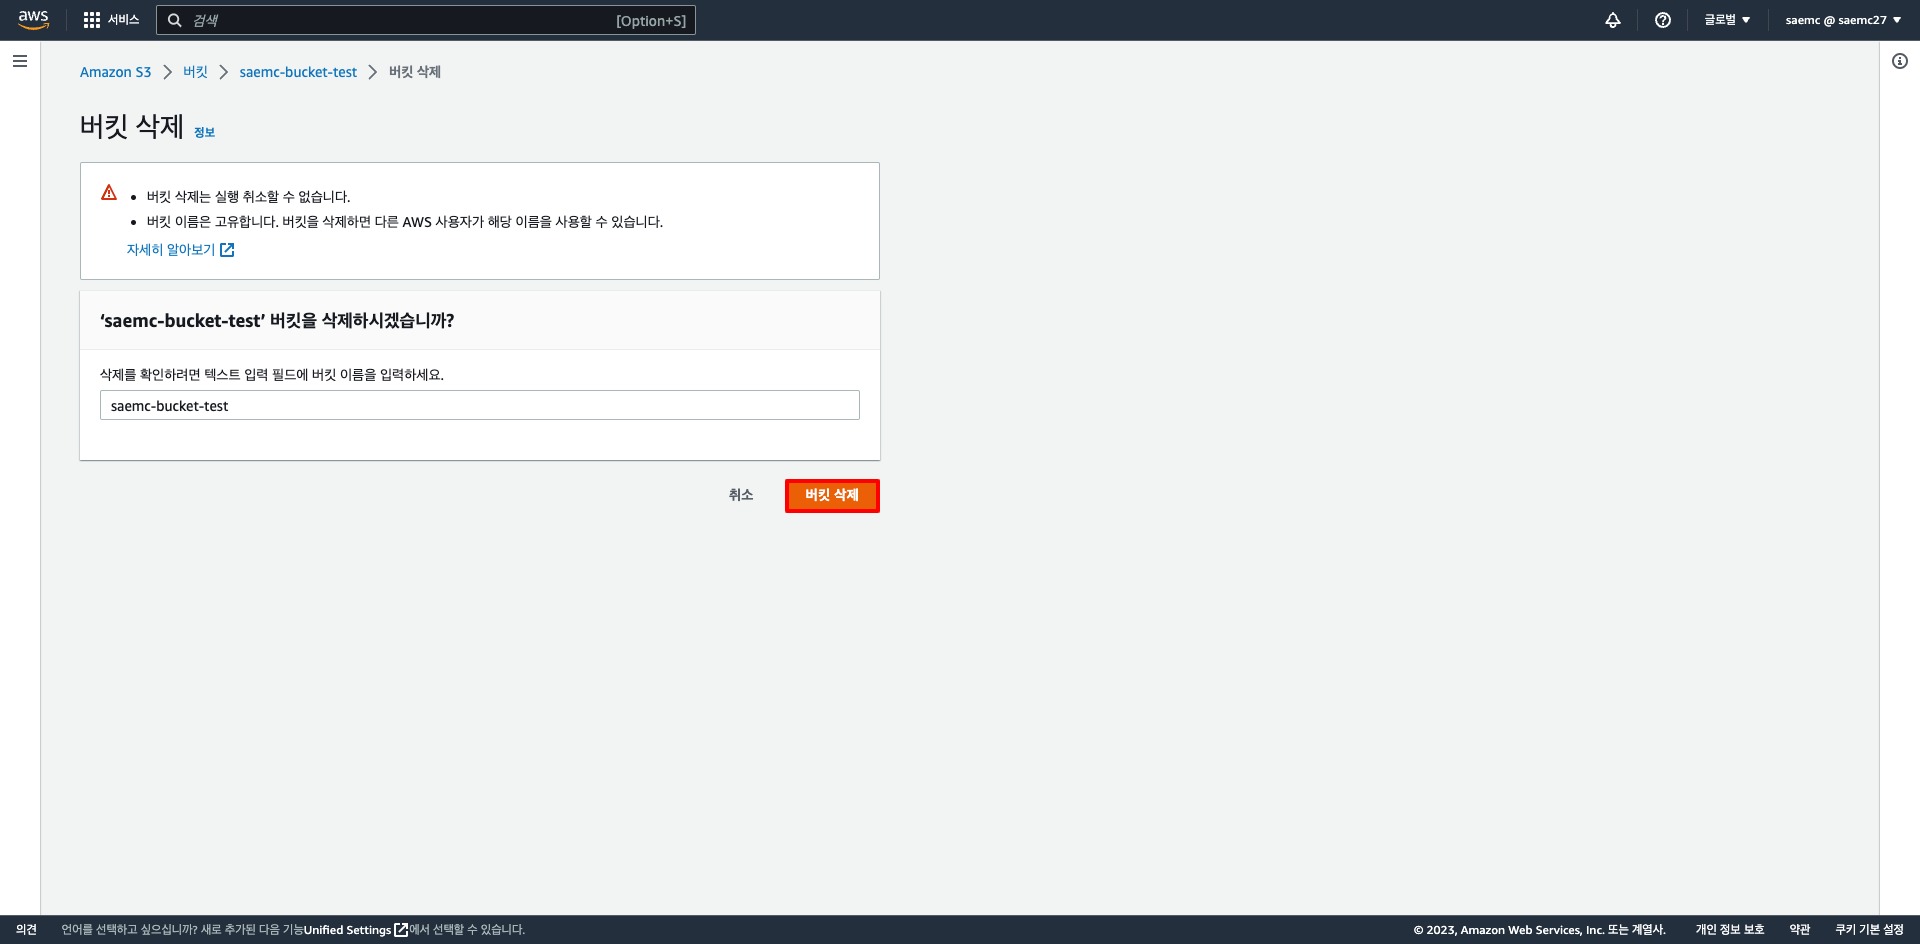 aws
서비스
검색
[Option+S]
글로벌
saemc @ saemc27
Amazon S3
버킷
saemc-bucket-test
버킷 삭제
버킷 삭제 정보
버킷 삭제는 실행 취소할 수 없습니다.
버킷 이름은 고유합니다. 버킷을 삭제하면 다른 AWS 사용자가 해당 이름을 사용할 수 있습니다.
자세히 알아보기
‘saemc-bucket-test’ 버킷을 삭제하시겠습니까?
삭제를 확인하려면 텍스트 입력 필드에 버킷 이름을 입력하세요.
saemc-bucket-test
취소
버킷 삭제
의견
언어를 선택하고 싶으십니까? 새로 추가된 다음 기능Unified Settings에서 선택할 수 있습니다.
© 2023, Amazon Web Services, Inc. 또는 계열사.
개인 정보 보호
약관
쿠키 기본 설정